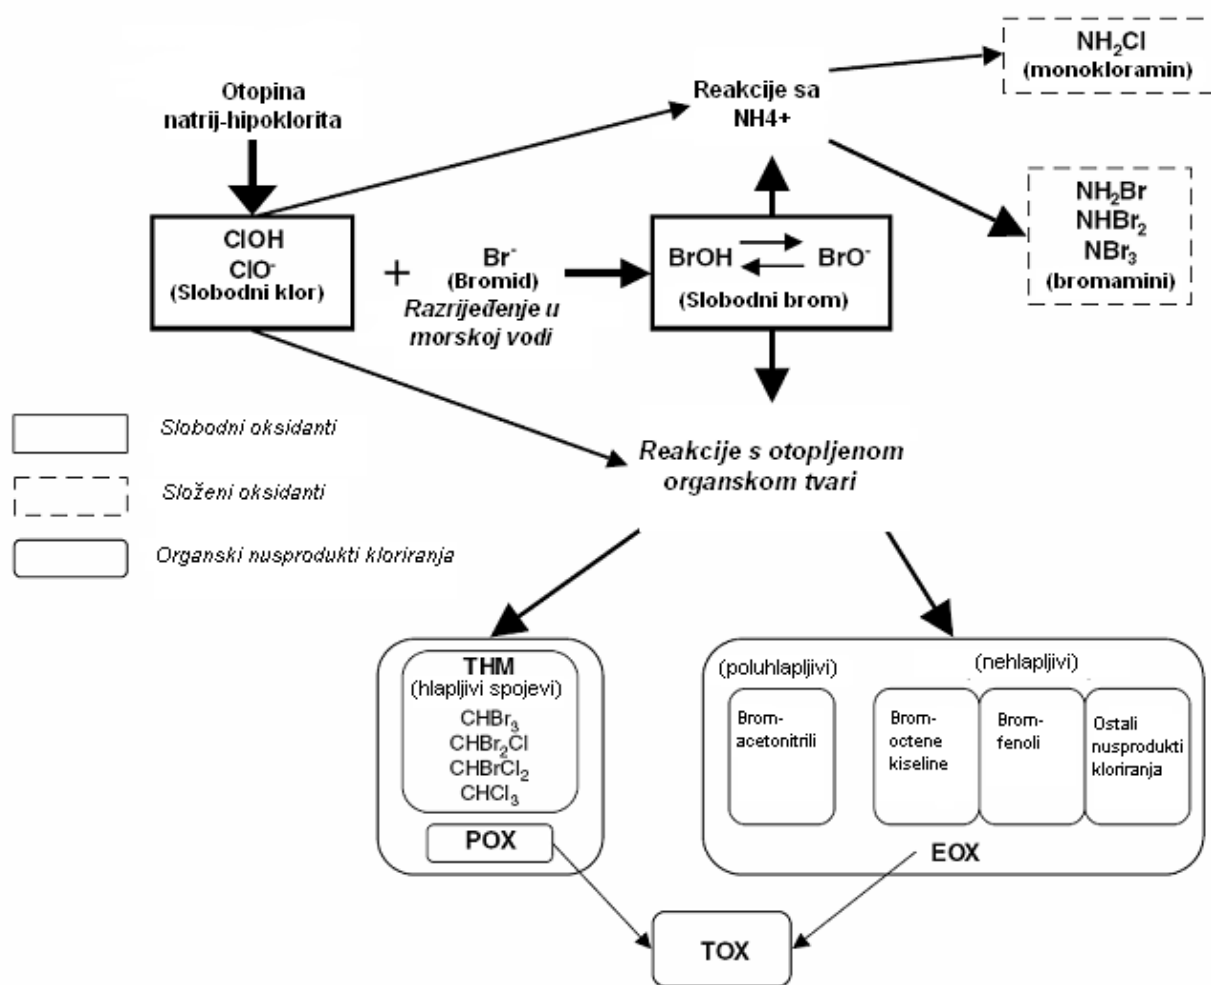 Otopina
natrij-hipoklorita
Reakcije sa
NH4+
NH₂Cl
(monokloramin)
NH₂Br
NHBr₂
NBr₃
(bromamini)
ClOH
ClO⁻
(Slobodni klor)
+
Br⁻
(Bromid)
Razrijeđenje u
morskoj vodi
BrOH BrO⁻
(Slobodni brom)
Slobodni oksidanti
Složeni oksidanti
Organski nusprodukti kloriranja
Reakcije s otopljenom
organskom tvari
THM
(hlapljivi spojevi)
CHBr₃
CHBr₂Cl
CHBrCl₂
CHCl₃
POX
(poluhlapljivi)
(nehlapljivi)
Brom-
acetonitrili
Brom-
octene
kiseline
Brom-
fenoli
Ostali
nusprodukti
kloriranja
EOX
TOX